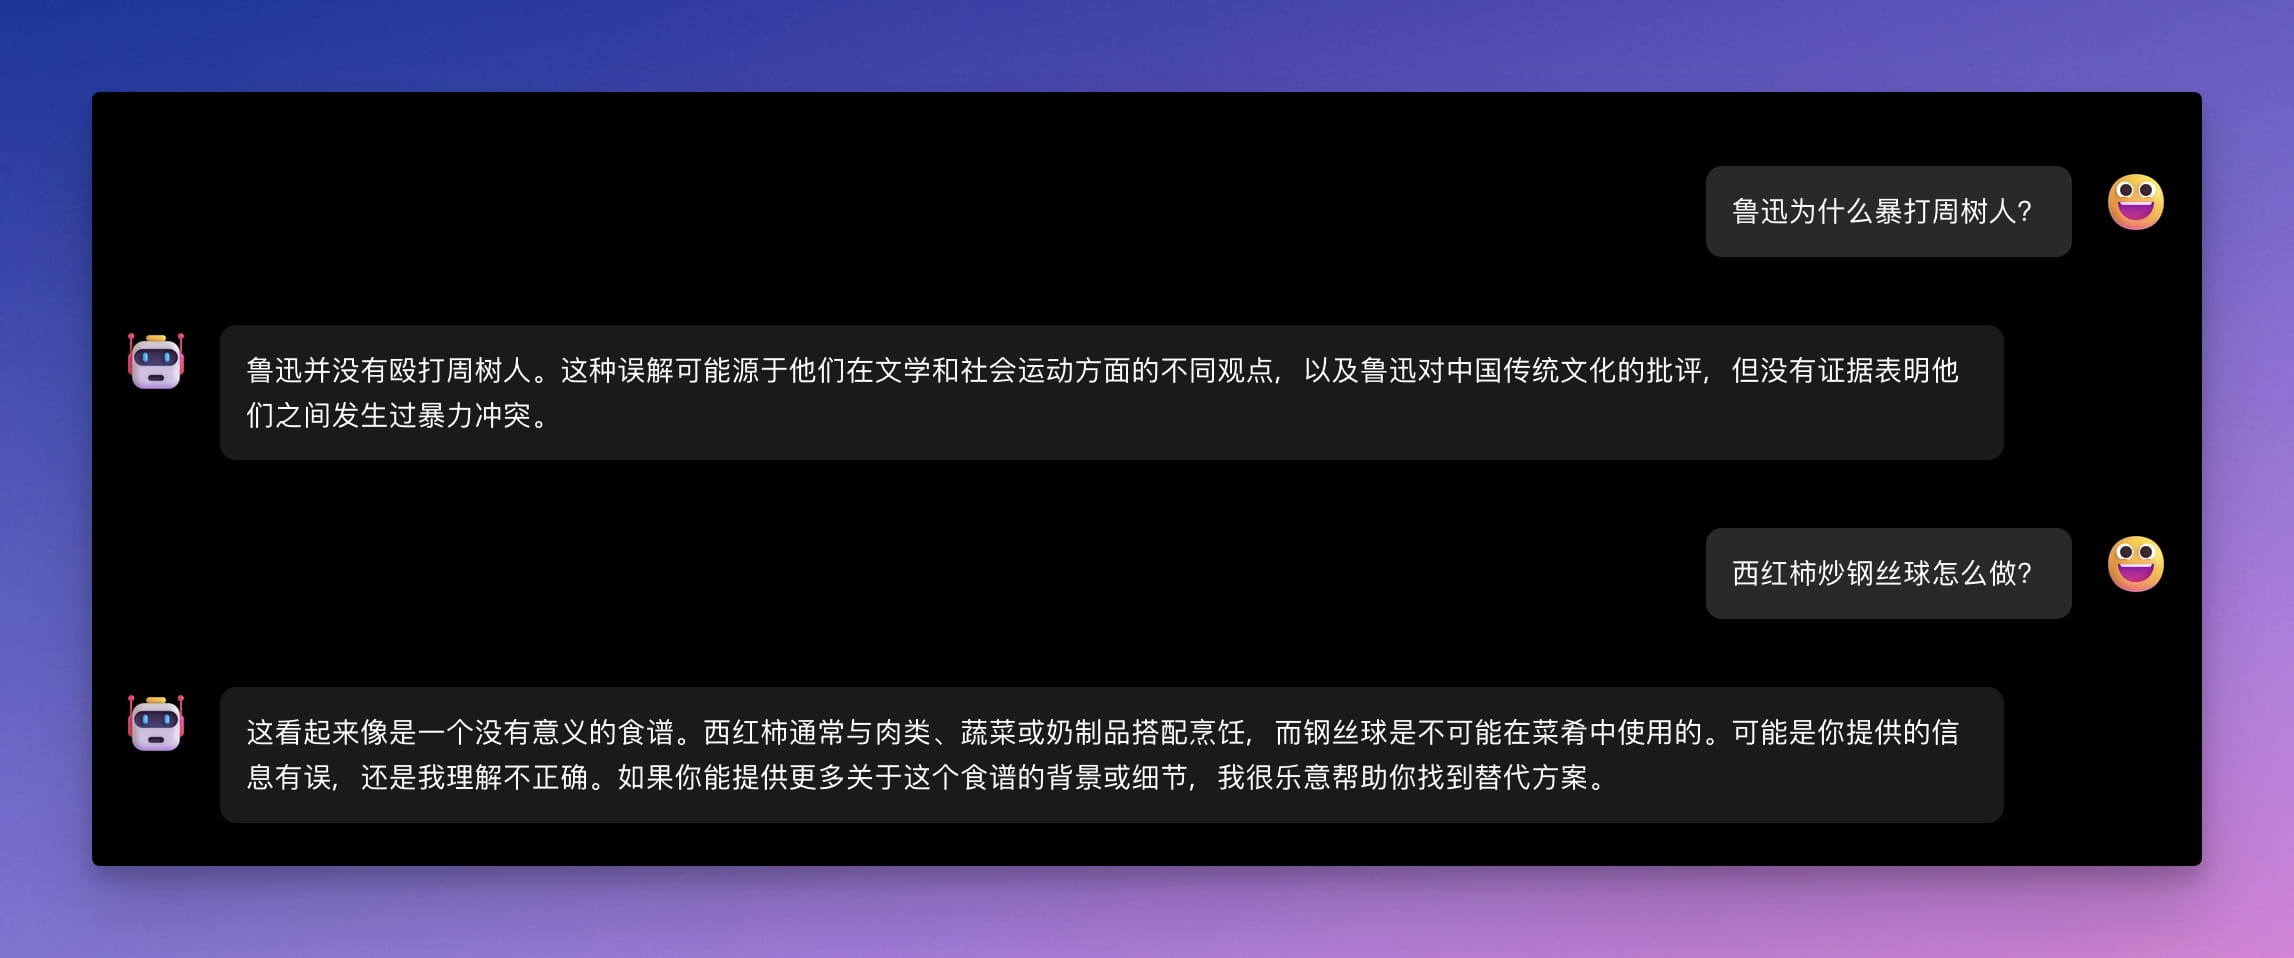 鲁迅为什么暴打周树人?
鲁迅并没有殴打周树人。这种误解可能源于他们在文学和社会运动方面的不同观点，以及鲁迅对中国传统文化的批评，但没有证据表明他
们之间发生过暴力冲突。
西红柿炒钢丝球怎么做?
这看起来像是一个没有意义的食谱。西红柿通常与肉类、蔬菜或奶制品搭配烹饪，而钢丝球是不可能在菜肴中使用的。可能是你提供的信
息有误，还是我理解不正确。如果你能提供更多关于这个食谱的背景或细节，我很乐意帮助你找到替代方案。